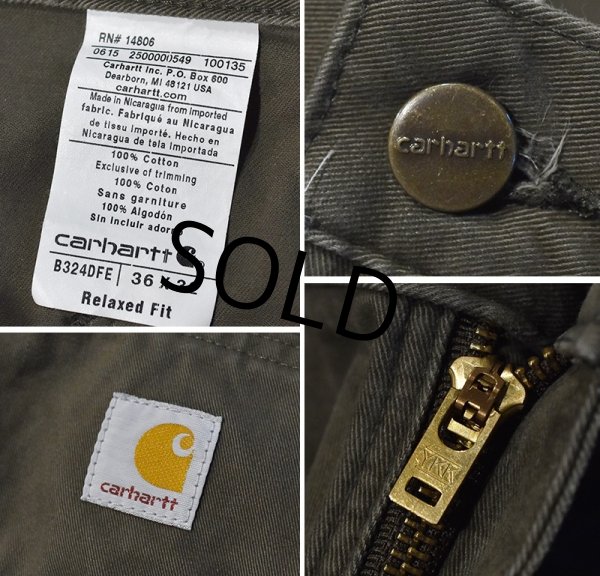 RN# 14806
0615 2500000549 100135
Carhartt Inc. P.O. Box 600
Dearborn, MI 48121 USA
carhartt.com
Made in Nicaragua from imported
fabric. Fabriqué au Nicaragua
de tissu importé. Hecho en
Nicaragua de tela importada
100% Cotton
Exclusive of trimming
100% Coton
Sans garniture
100% Algodón
Sin incluir adornos
carhartt
B324DFE 36 x
Relaxed Fit
carhartt
SOLD
carhartt
YKK